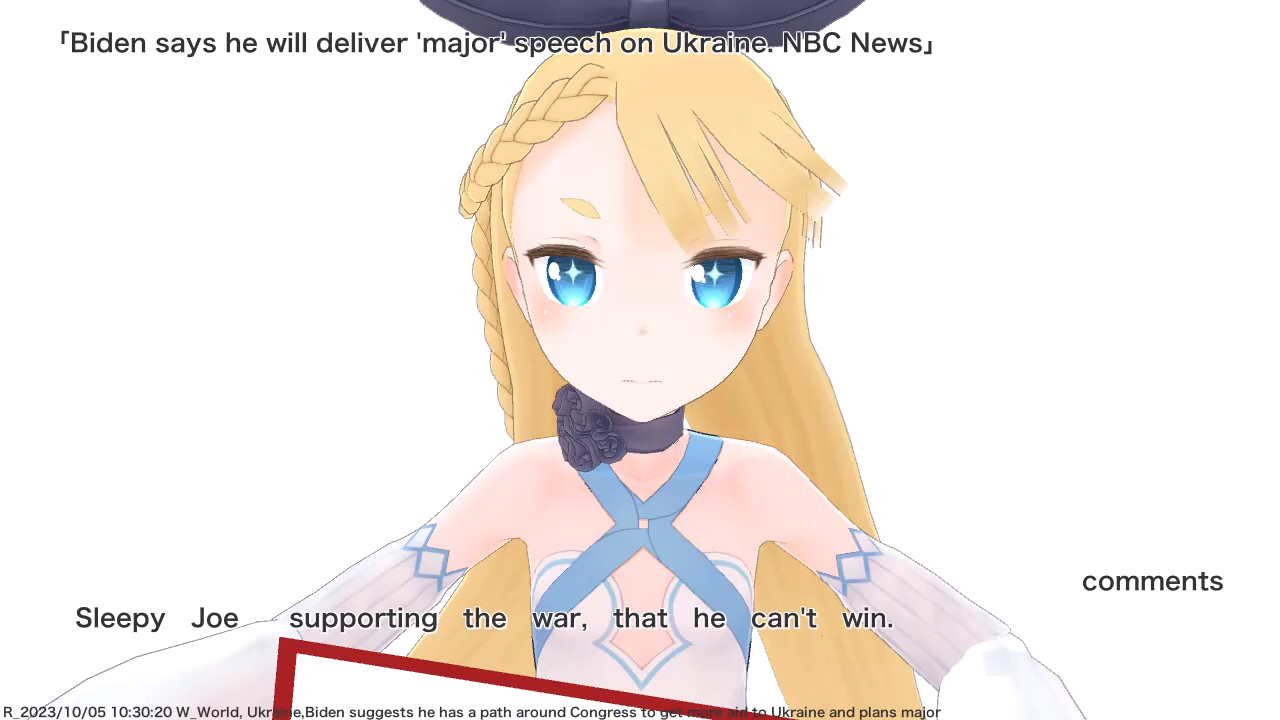 「Biden says he will deliver 'major' speech on Ukraine. NBC News」
comments
Sleepy Joe supporting the war, that he can't win.
R_2023/10/05 10:30:20 W_World, Ukraine,Biden suggests he has a path around Congress to get more aid to Ukraine and plans major